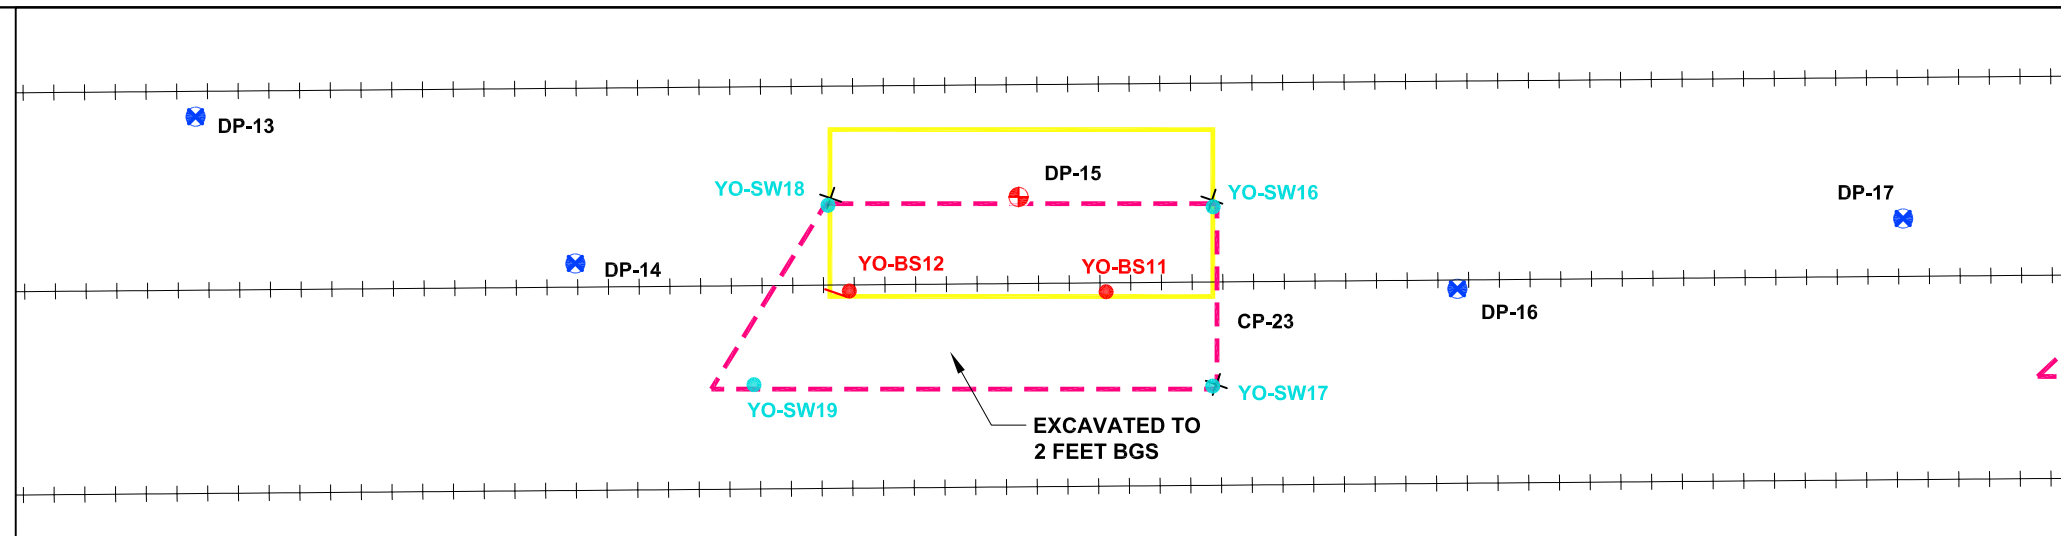 DP-13
DP-15
YO-SW18
YO-SW16
DP-17
DP-14
YO-BS12
YO-BS11
DP-16
CP-23
YO-SW19
YO-SW17
EXCAVATED TO
2 FEET BGS